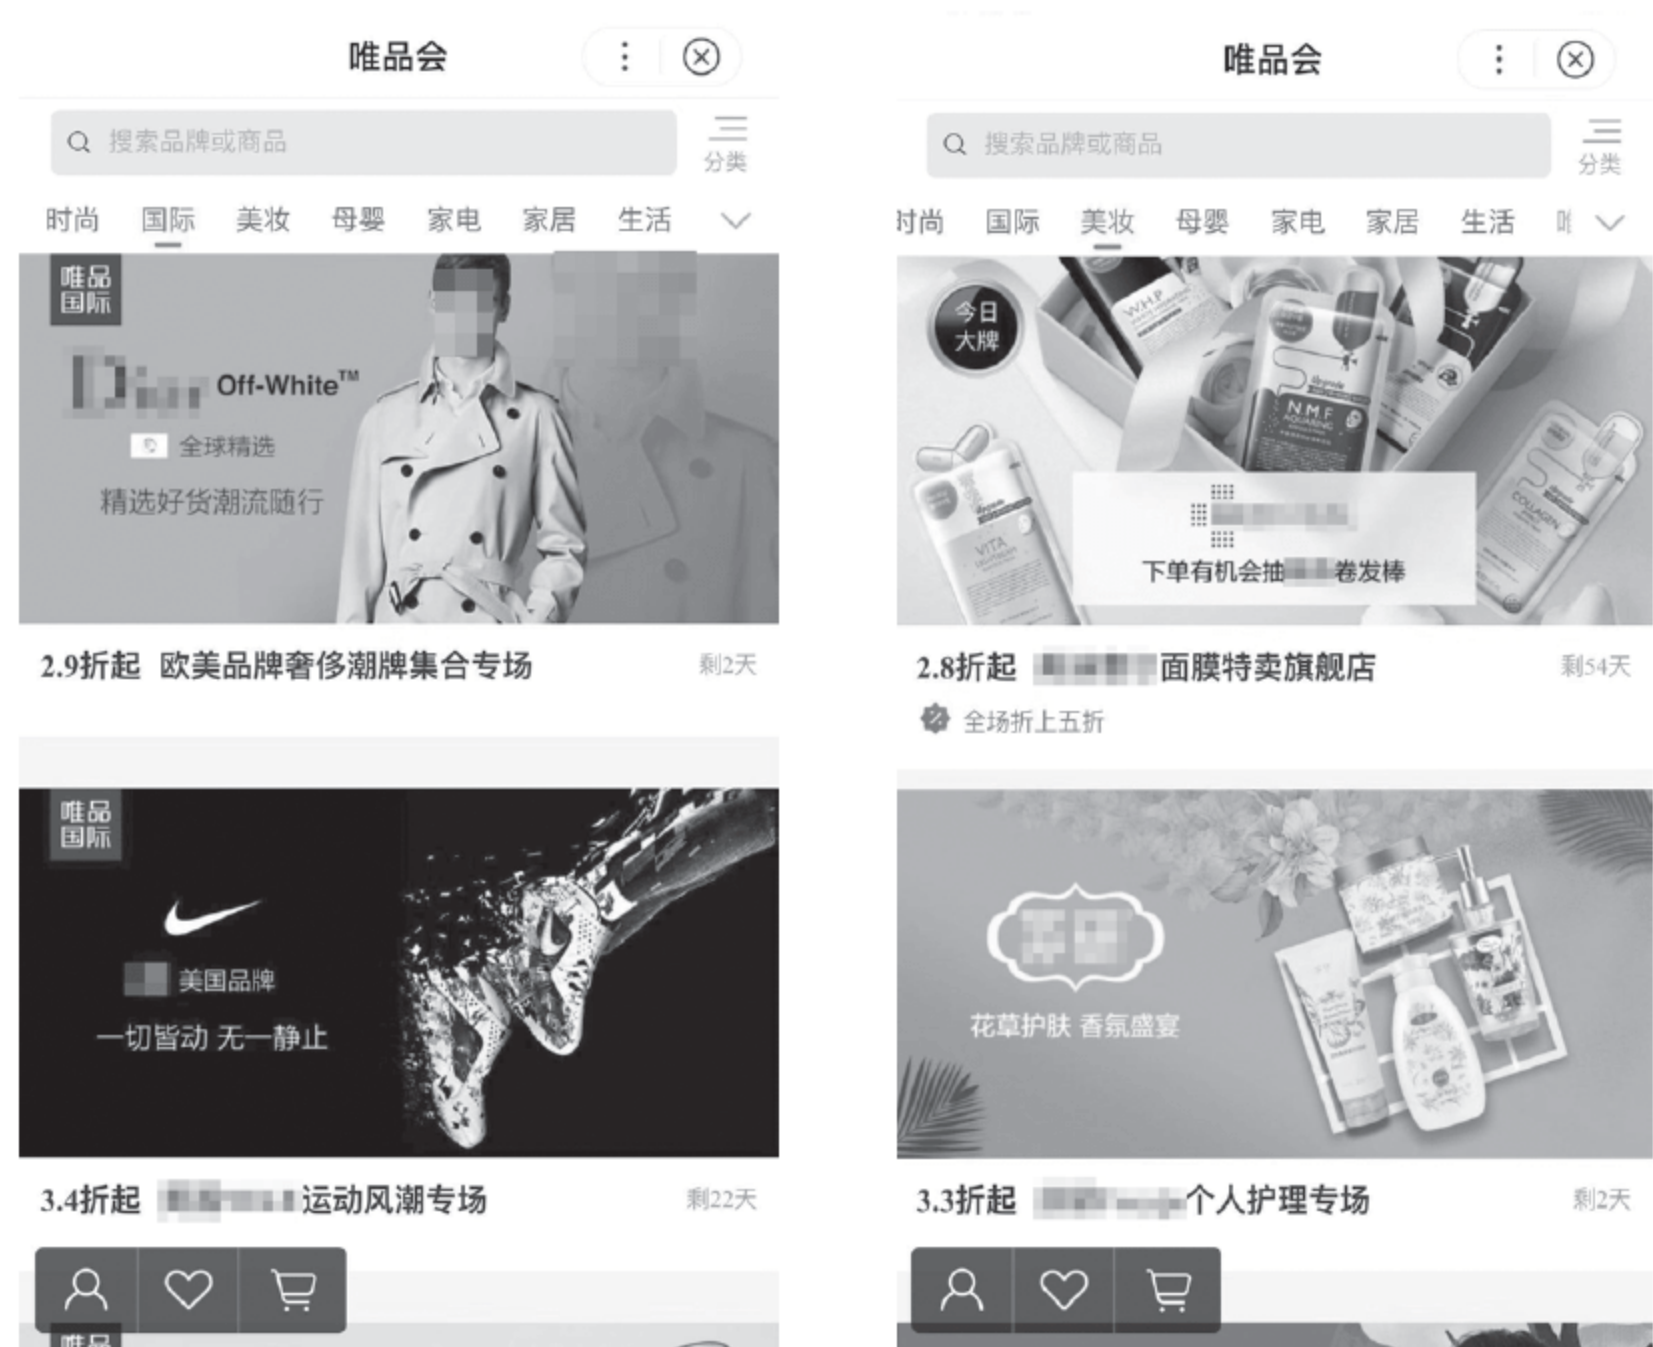 唯品会
搜索品牌或商品
分类
时尚 国际 美妆 母婴 家电 家居 生活
唯品
国际
Off-White™
全球精选
精选好货潮流随行
2.9折起 欧美品牌奢侈潮牌集合专场 剩2天
唯品
国际
美国品牌
一切皆动 无一静止
3.4折起 运动风潮专场 剩22天
唯品
唯品会
搜索品牌或商品
分类
时尚 国际 美妆 母婴 家电 家居 生活
今日
大牌
W.H.P
N.M.F
AQUARING
VITA
COLLAGEN
下单有机会抽 卷发棒
2.8折起 面膜特卖旗舰店 剩54天
全场折上五折
花草护肤 香氛盛宴
3.3折起 个人护理专场 剩2天